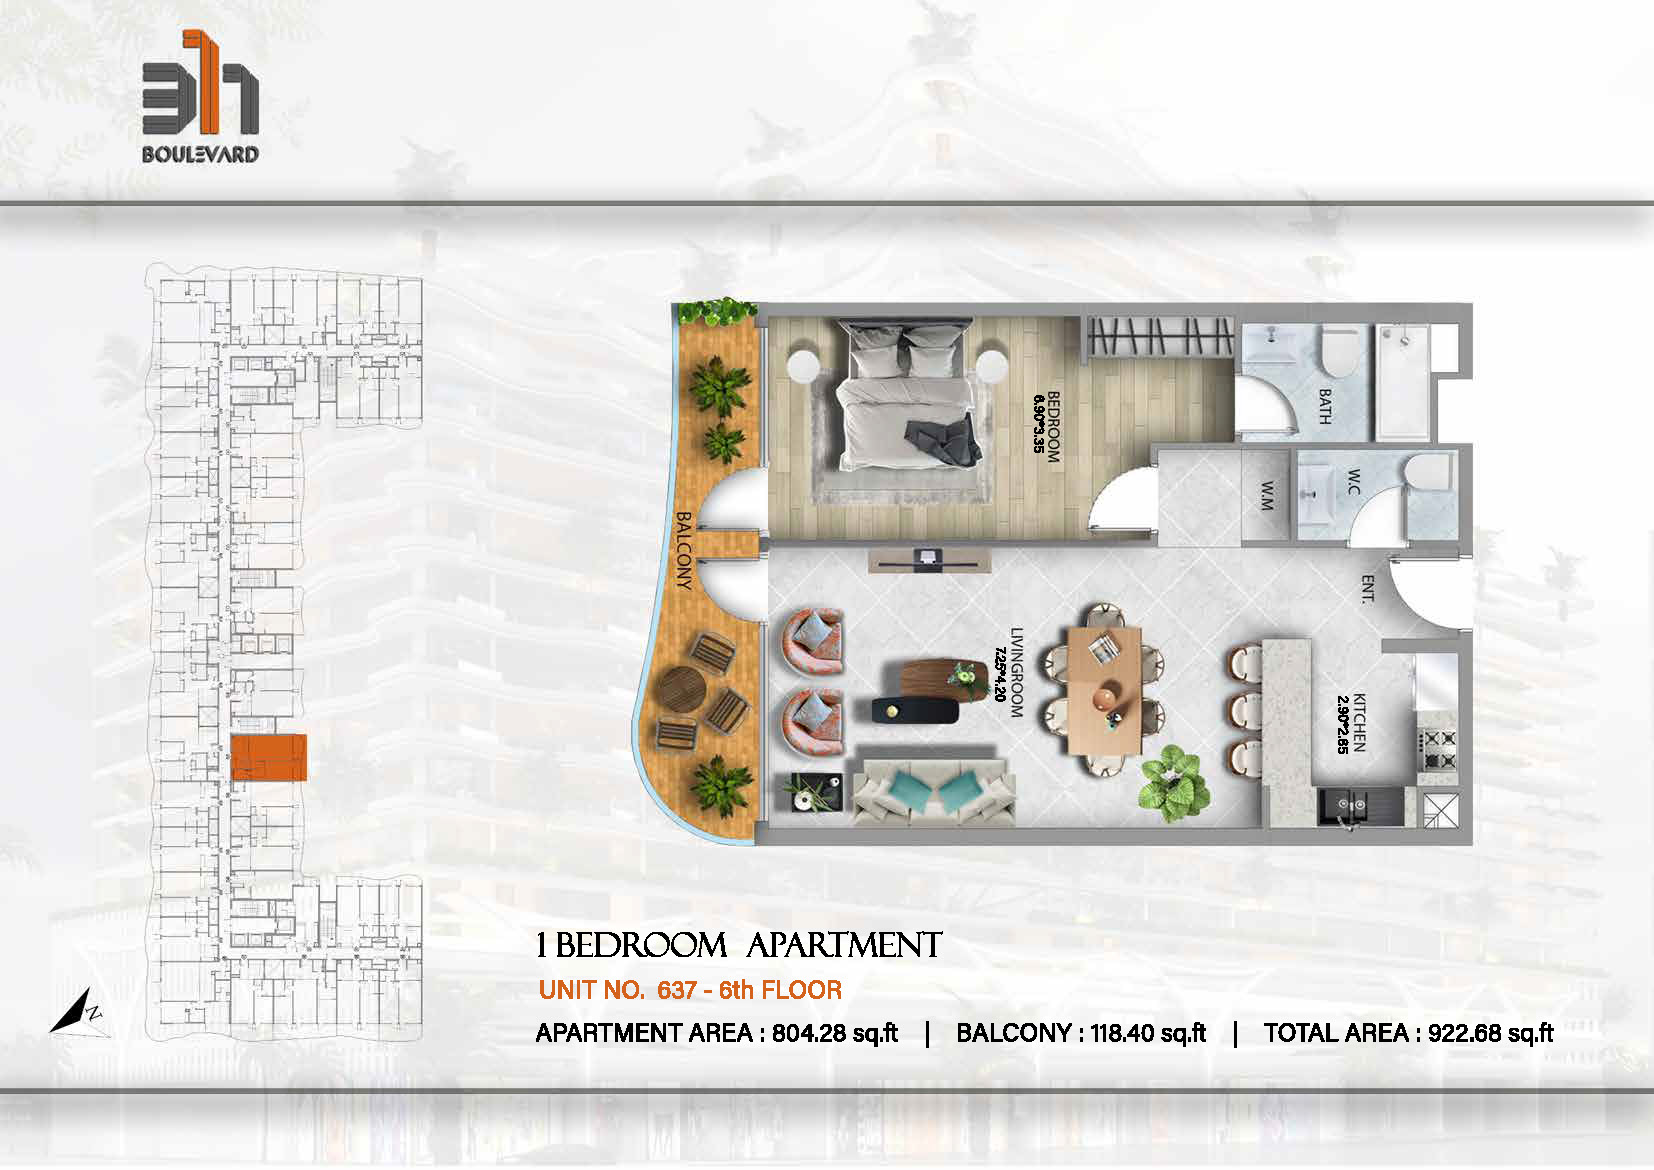 311
BOULEVARD
BEDROOM
6.90*3.35
BATH
W.C
W.M
BALCONY
ENT.
LIVINGROOM
7.25*4.20
KITCHEN
2.90*2.65
N
1 BEDROOM APARTMENT
UNIT NO. 637 - 6th FLOOR
APARTMENT AREA : 804.28 sq.ft | BALCONY : 118.40 sq.ft | TOTAL AREA : 922.68 sq.ft